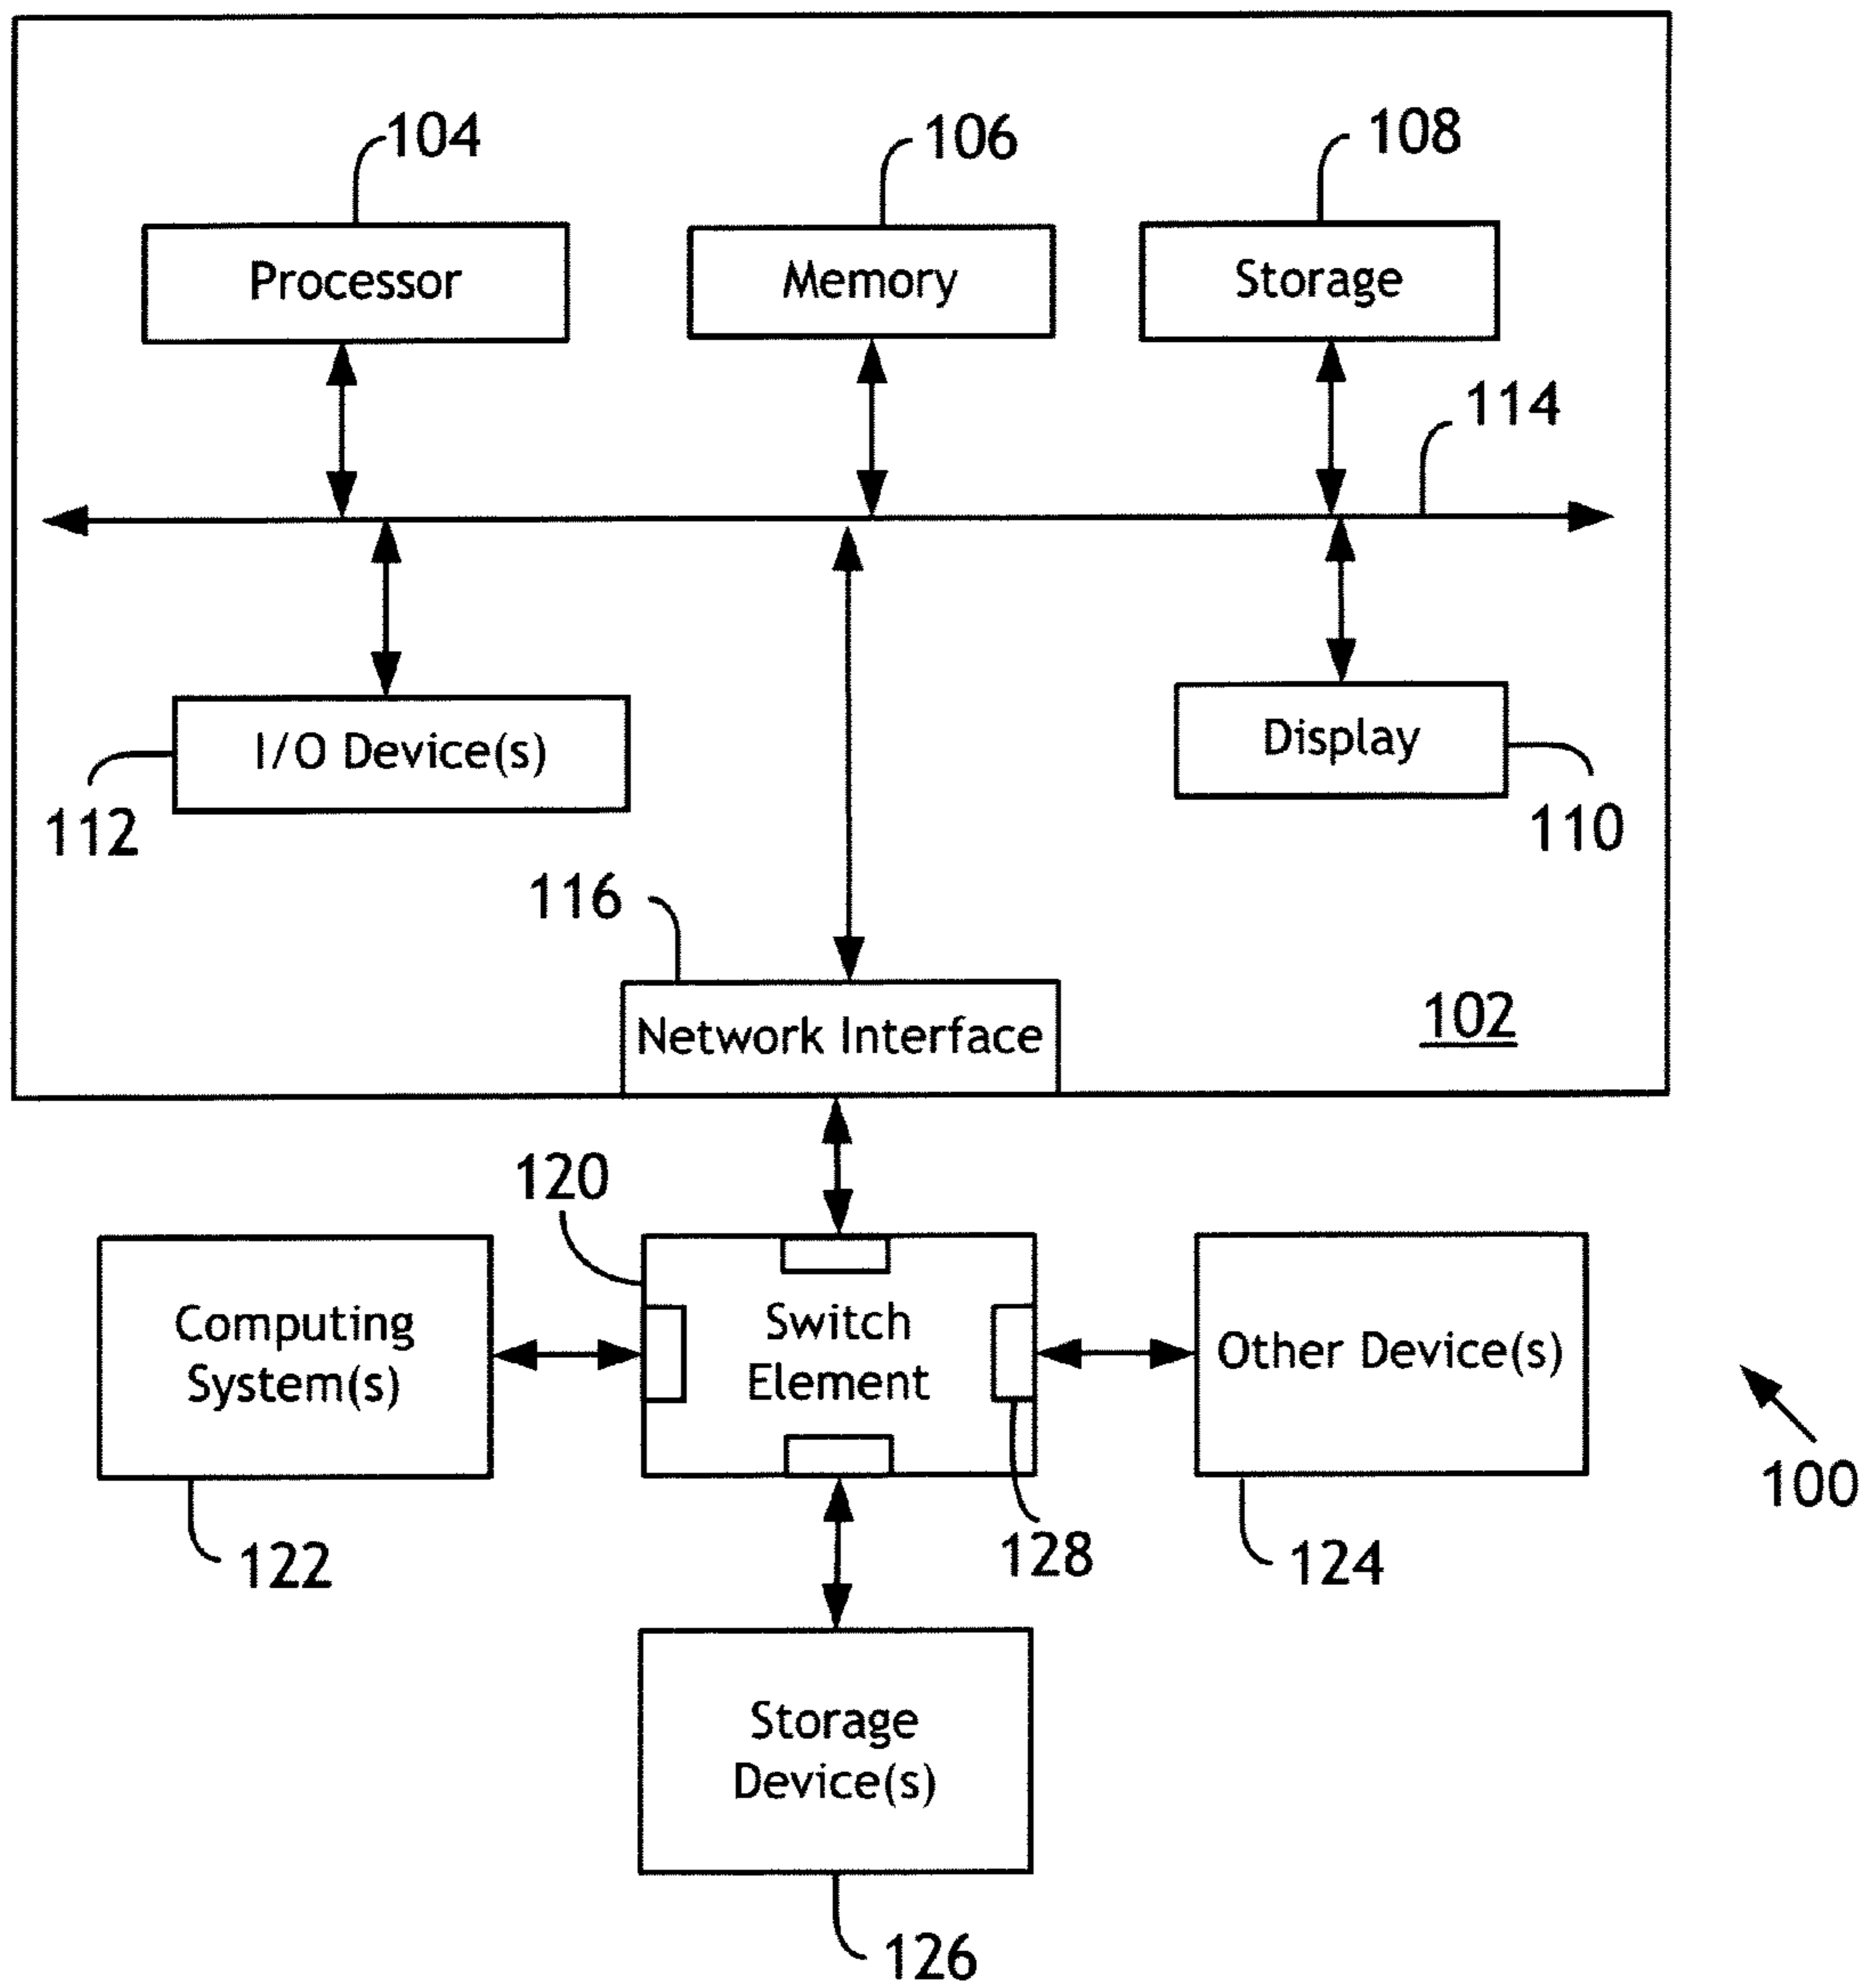 104
106
108
Processor
Memory
Storage
114
I/O Device(s)
Display
112
110
116
Network Interface
102
120
Computing
System(s)
Switch
Element
Other Device(s)
100
122
128
124
Storage
Device(s)
126